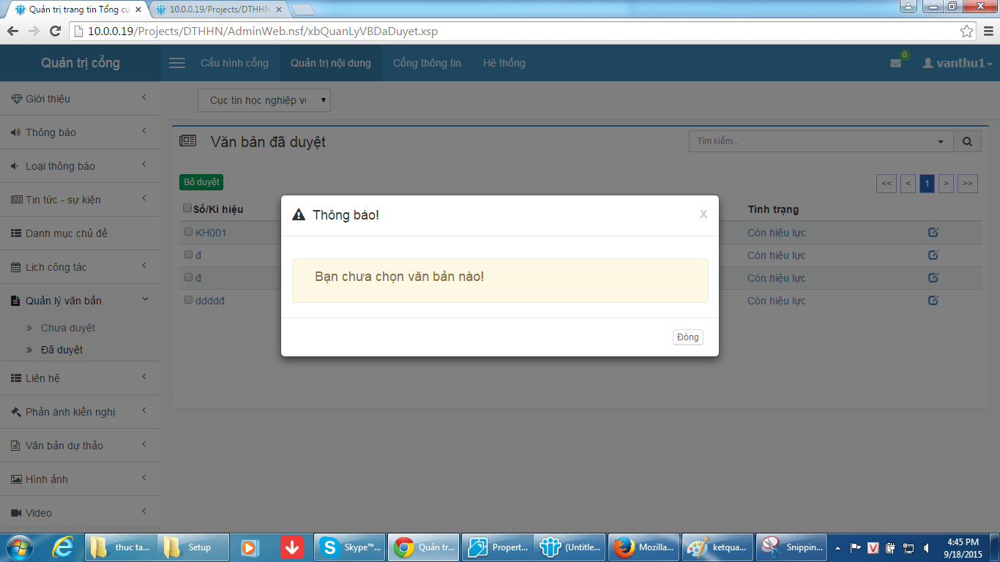 Quản trị trang tin Tổng cụ
10.0.0.19/Projects/DTHHN
10.0.0.19/Projects/DTHHN/AdminWeb.nsf/xbQuanLyVBDaDuyet.xsp
Quản trị cổng
Cấu hình cổng
Quản trị nội dung
Cổng thông tin
Hệ thống
0
vanthu1
Giới thiệu
Thông báo
Loại thông báo
Tin tức - sự kiện
Danh mục chủ đề
Lịch công tác
Quản lý văn bản
Chưa duyệt
Đã duyệt
Liên hệ
Phản ánh kiến nghị
Văn bản dự thảo
Hình ảnh
Video
Cục tin học nghiệp vụ
Văn bản đã duyệt
Tìm kiếm...
Bỏ duyệt
<< < 1 > >>
Số/Kí hiệu
Tình trạng
KH001
Còn hiệu lực
đ
Còn hiệu lực
đ
Còn hiệu lực
ddddđ
Còn hiệu lực
Thông báo!
x
Bạn chưa chọn văn bản nào!
Đóng
thuc ta...
Setup
Skype™...
Quản tr...
Propert...
(Untitle...
Mozilla...
ketqua...
Snippin...
4:45 PM
9/18/2015